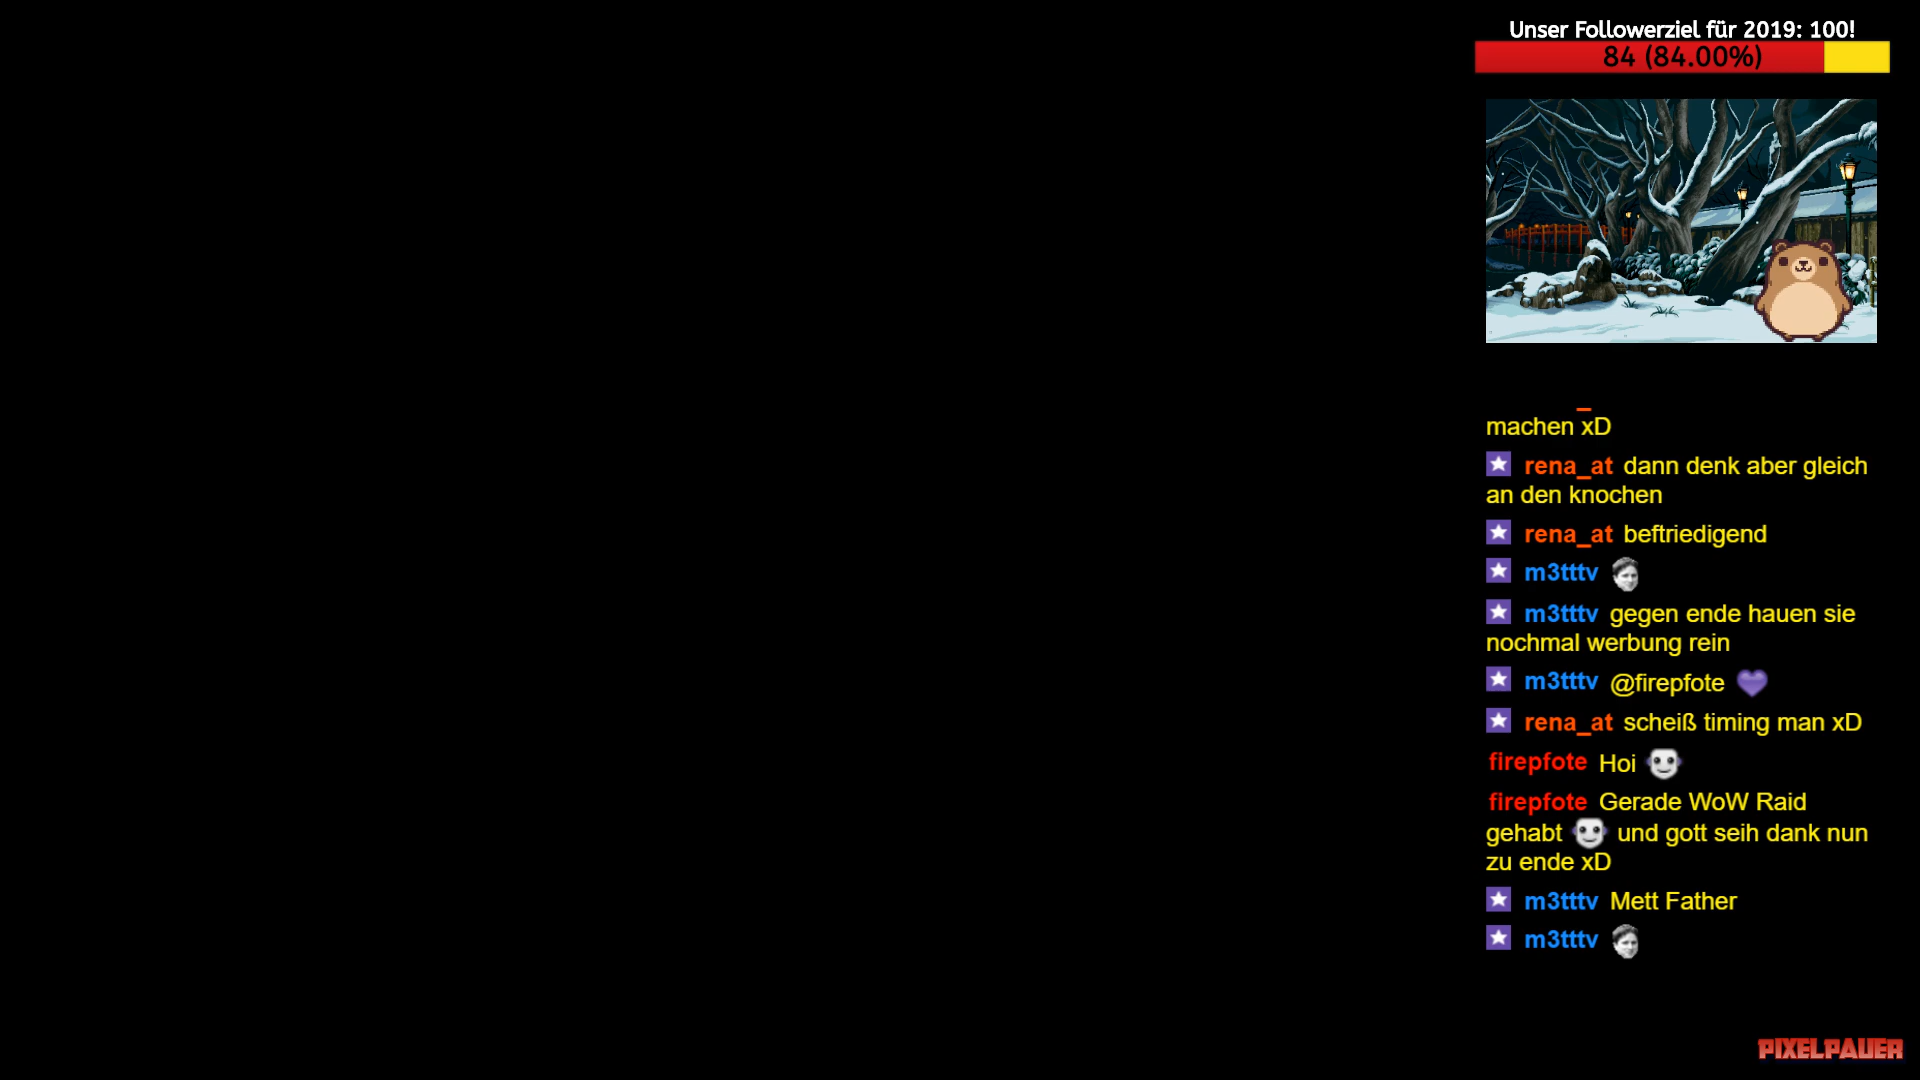 Unser Followerziel für 2019: 100!
84 (84.00%)
machen xD
rena_at dann denk aber gleich
an den knochen
rena_at beftriedigend
m3tttv
m3tttv gegen ende hauen sie
nochmal werbung rein
m3tttv @firepfote
rena_at scheiß timing man xD
firepfote Hoi
firepfote Gerade WoW Raid
gehabt und gott seih dank nun
zu ende xD
m3tttv Mett Father
m3tttv
PIXELPAUER